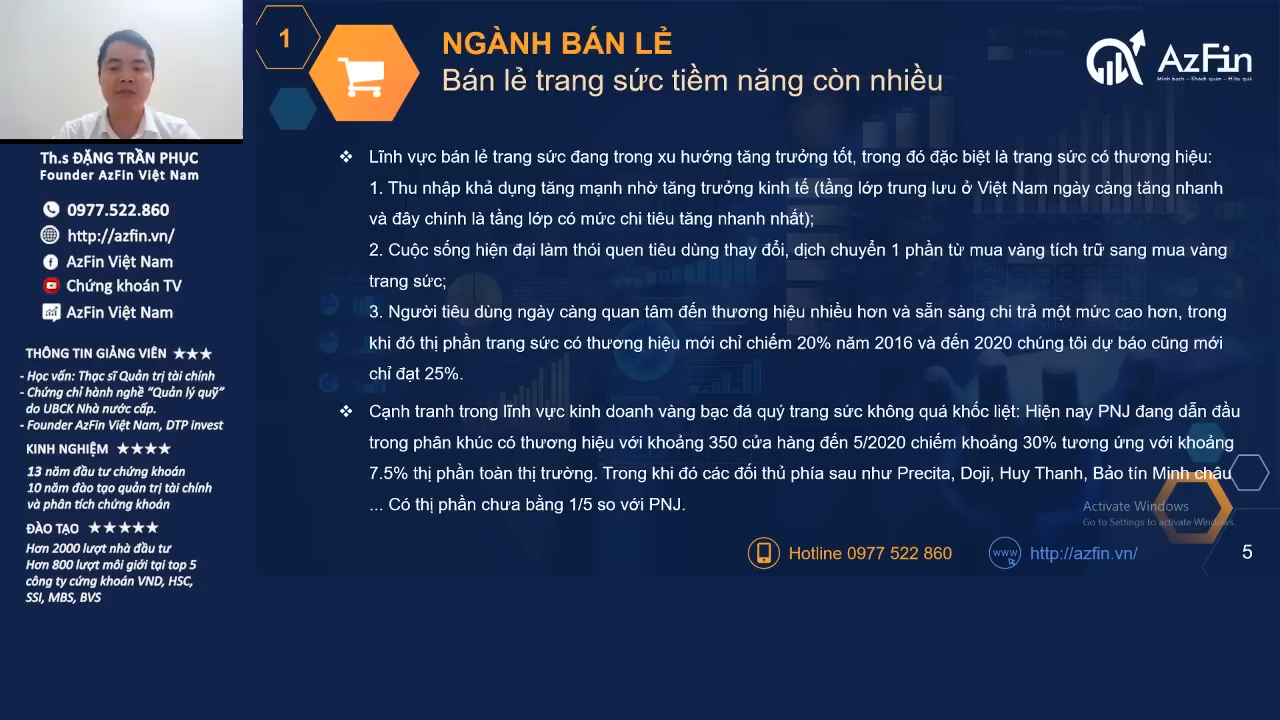 Th.s ĐẶNG TRẦN PHỤC
Founder AzFin Việt Nam
0977.522.860
http://azfin.vn/
AzFin Việt Nam
Chứng khoán TV
AzFin Việt Nam
THÔNG TIN GIẢNG VIÊN ★★★
- Học vấn: Thạc sĩ Quản trị tài chính
- Chứng chỉ hành nghề “Quản lý quỹ”
do UBCK Nhà nước cấp.
- Founder AzFin Việt Nam, DTP invest
KINH NGHIỆM ★★★★
13 năm đầu tư chứng khoán
10 năm đào tạo quản trị tài chính
và phân tích chứng khoán
ĐÀO TẠO ★★★★★
Hơn 2000 lượt nhà đầu tư
Hơn 800 lượt môi giới tại top 5
công ty cứng khoán VND, HSC,
SSI, MBS, BVS
1
NGÀNH BÁN LẺ
Bán lẻ trang sức tiềm năng còn nhiều
AzFin
Minh bạch - Khách quan - Hiệu quả
❖ Lĩnh vực bán lẻ trang sức đang trong xu hướng tăng trưởng tốt, trong đó đặc biệt là trang sức có thương hiệu:
1. Thu nhập khả dụng tăng mạnh nhờ tăng trưởng kinh tế (tầng lớp trung lưu ở Việt Nam ngày càng tăng nhanh
và đây chính là tầng lớp có mức chi tiêu tăng nhanh nhất);
2. Cuộc sống hiện đại làm thói quen tiêu dùng thay đổi, dịch chuyển 1 phần từ mua vàng tích trữ sang mua vàng
trang sức;
3. Người tiêu dùng ngày càng quan tâm đến thương hiệu nhiều hơn và sẵn sàng chi trả một mức cao hơn, trong
khi đó thị phần trang sức có thương hiệu mới chỉ chiếm 20% năm 2016 và đến 2020 chúng tôi dự báo cũng mới
chỉ đạt 25%.
❖ Cạnh tranh trong lĩnh vực kinh doanh vàng bạc đá quý trang sức không quá khốc liệt: Hiện nay PNJ đang dẫn đầu
trong phân khúc có thương hiệu với khoảng 350 cửa hàng đến 5/2020 chiếm khoảng 30% tương ứng với khoảng
7.5% thị phần toàn thị trường. Trong khi đó các đối thủ phía sau như Precita, Doji, Huy Thanh, Bảo tín Minh châu
... Có thị phần chưa bằng 1/5 so với PNJ.
Activate Windows
Go to Settings to activate Windows.
Hotline 0977 522 860
www
http://azfin.vn/
5